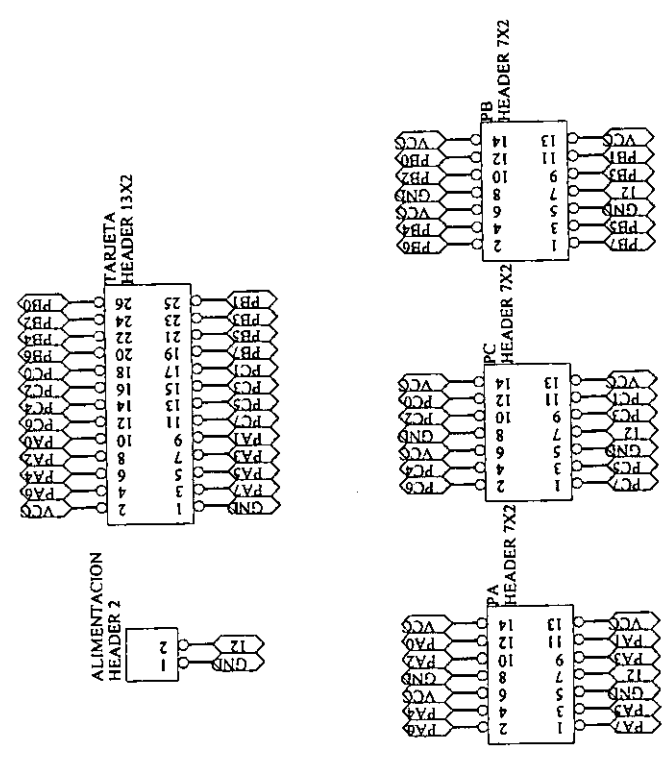 TARJETA
HEADER 13X2
PB0 26 25 PB1
PB2 24 23 PB3
PB4 22 21 PB5
PB6 20 19 PB7
PC0 18 17 PC1
PC2 16 15 PC3
PC4 14 13 PC5
PC6 12 11 PC7
PA0 10 9 PA1
PA2 8 7 PA3
PA4 6 5 PA5
PA6 4 3 PA7
VCC 2 1 GND
ALIMENTACION
HEADER 2
2 12
1 GND
PB
HEADER 7X2
VCC 14 13 VCC
PB0 12 11 PB1
PB2 10 9 PB3
GND 8 7 12
VCC 6 5 GND
PB4 4 3 PB5
PB6 2 1 PB7
PC
HEADER 7X2
VCC 14 13 VCC
PC0 12 11 PC1
PC2 10 9 PC3
GND 8 7 12
VCC 6 5 GND
PC4 4 3 PC5
PC6 2 1 PC7
PA
HEADER 7X2
VCC 14 13 VCC
PA0 12 11 PA1
PA2 10 9 PA3
GND 8 7 12
VCC 6 5 GND
PA4 4 3 PA5
PA6 2 1 PA7